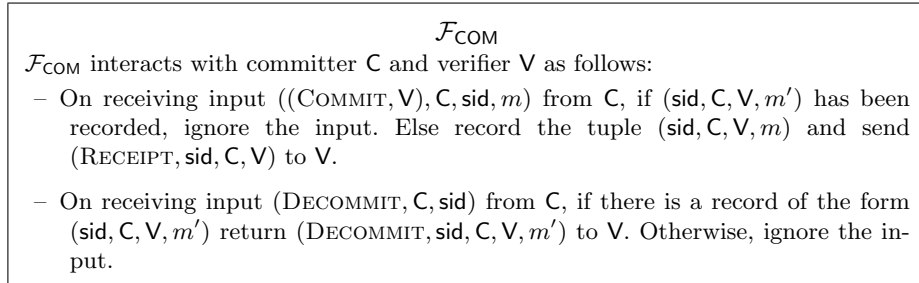 𝓕COM
𝓕COM interacts with committer C and verifier V as follows:
– On receiving input ((COMMIT, V), C, sid, m) from C, if (sid, C, V, m′) has been
recorded, ignore the input. Else record the tuple (sid, C, V, m) and send
(RECEIPT, sid, C, V) to V.
– On receiving input (DECOMMIT, C, sid) from C, if there is a record of the form
(sid, C, V, m′) return (DECOMMIT, sid, C, V, m′) to V. Otherwise, ignore the in-
put.